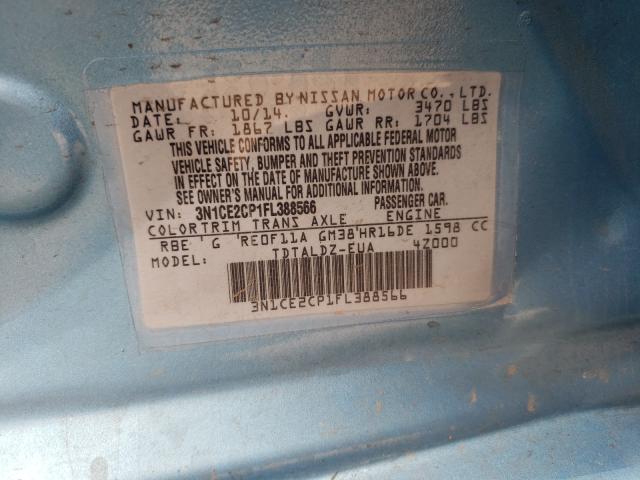 MANUFACTURED BY NISSAN MOTOR CO., LTD.
DATE: 10/14. GVWR: 3470 LBS
GAWR FR: 1867 LBS GAWR RR: 1704 LBS
THIS VEHICLE CONFORMS TO ALL APPLICABLE FEDERAL MOTOR
VEHICLE SAFETY, BUMPER AND THEFT PREVENTION STANDARDS
IN EFFECT ON THE DATE OF MANUFACTURE SHOWN ABOVE.
SEE OWNER'S MANUAL FOR ADDITIONAL INFORMATION.
VIN: 3N1CE2CP1FL388566 PASSENGER CAR.
COLOR TRIM TRANS AXLE ENGINE
RBE ' G 'RE0F11A GM38'HR16DE 1598 CC
MODEL: TDTALDZ-EUA 4Z000
3N1CE2CP1FL388566